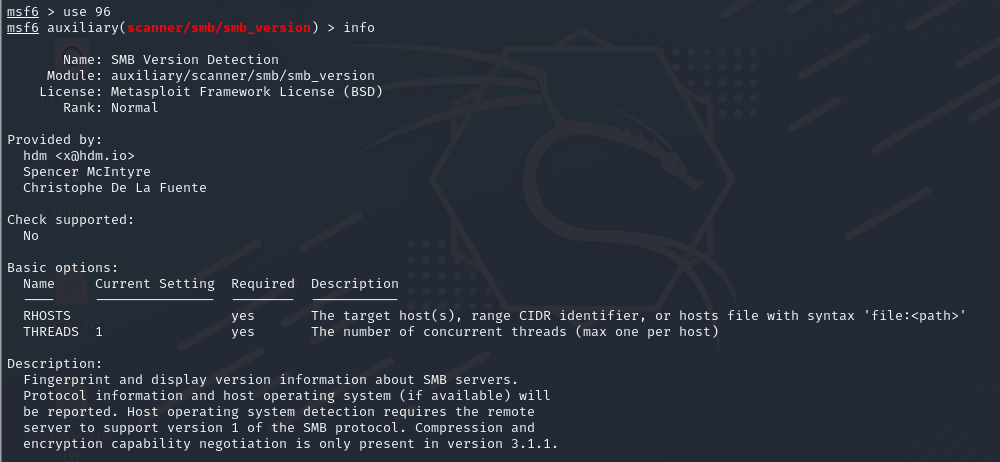 msf6 > use 96
msf6 auxiliary(scanner/smb/smb_version) > info
Name: SMB Version Detection
Module: auxiliary/scanner/smb/smb_version
License: Metasploit Framework License (BSD)
Rank: Normal
Provided by:
hdm <x@hdm.io>
Spencer McIntyre
Christophe De La Fuente
Check supported:
No
Basic options:
Name Current Setting Required Description
RHOSTS yes The target host(s), range CIDR identifier, or hosts file with syntax 'file:<path>'
THREADS 1 yes The number of concurrent threads (max one per host)
Description:
Fingerprint and display version information about SMB servers.
Protocol information and host operating system (if available) will
be reported. Host operating system detection requires the remote
server to support version 1 of the SMB protocol. Compression and
encryption capability negotiation is only present in version 3.1.1.